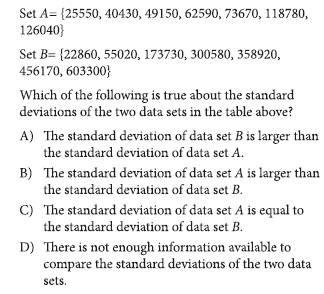 Set A= {25550, 40430, 49150, 62590, 73670, 118780,
126040}
Set B= {22860, 55020, 173730, 300580, 358920,
456170, 603300}
Which of the following is true about the standard
deviations of the two data sets in the table above?
A) The standard deviation of data set B is larger than
the standard deviation of data set A.
B) The standard deviation of data set A is larger than
the standard deviation of data set B.
C) The standard deviation of data set A is equal to
the standard deviation of data set B.
D) There is not enough information available to
compare the standard deviations of the two data
sets.